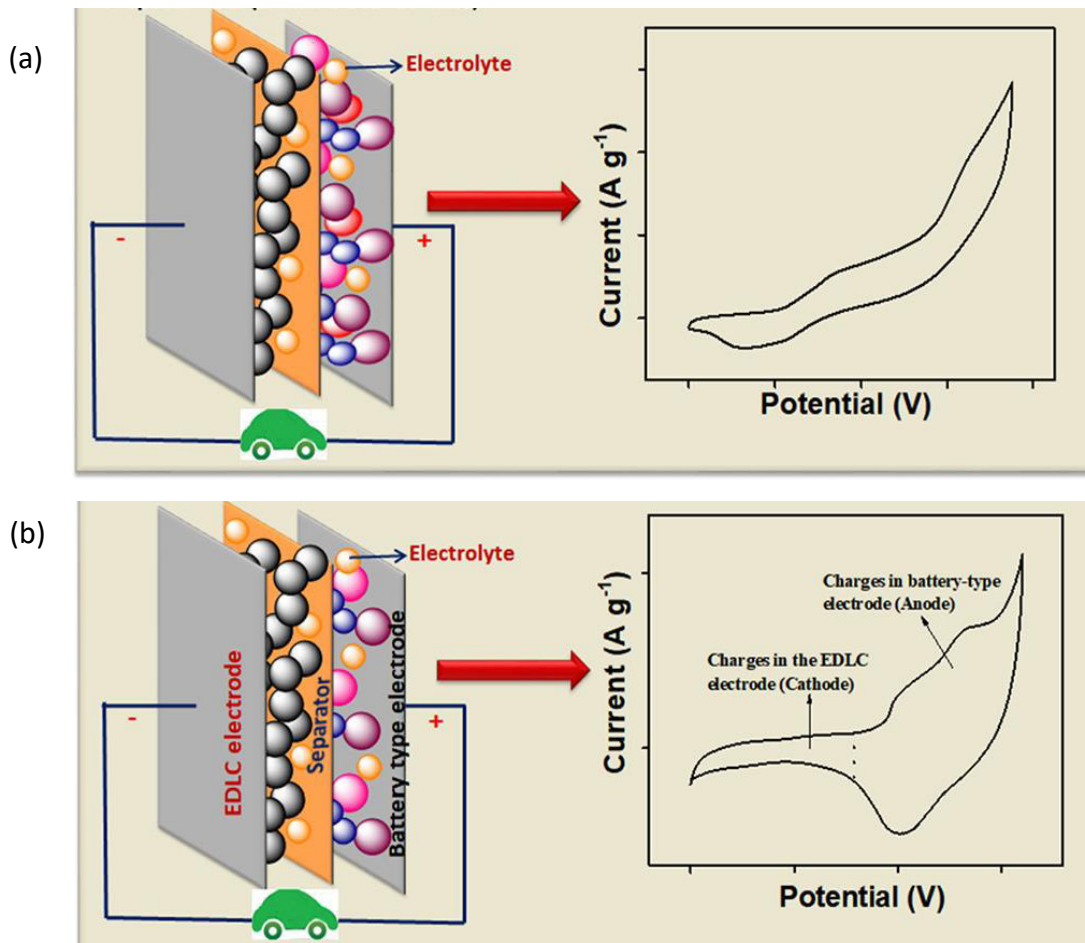 (a)
Electrolyte
-
+
Current (A g⁻¹)
Potential (V)
(b)
Electrolyte
EDLC electrode
Separator
Battery type electrode
-
+
Current (A g⁻¹)
Charges in battery-type
electrode (Anode)
Charges in the EDLC
electrode (Cathode)
Potential (V)